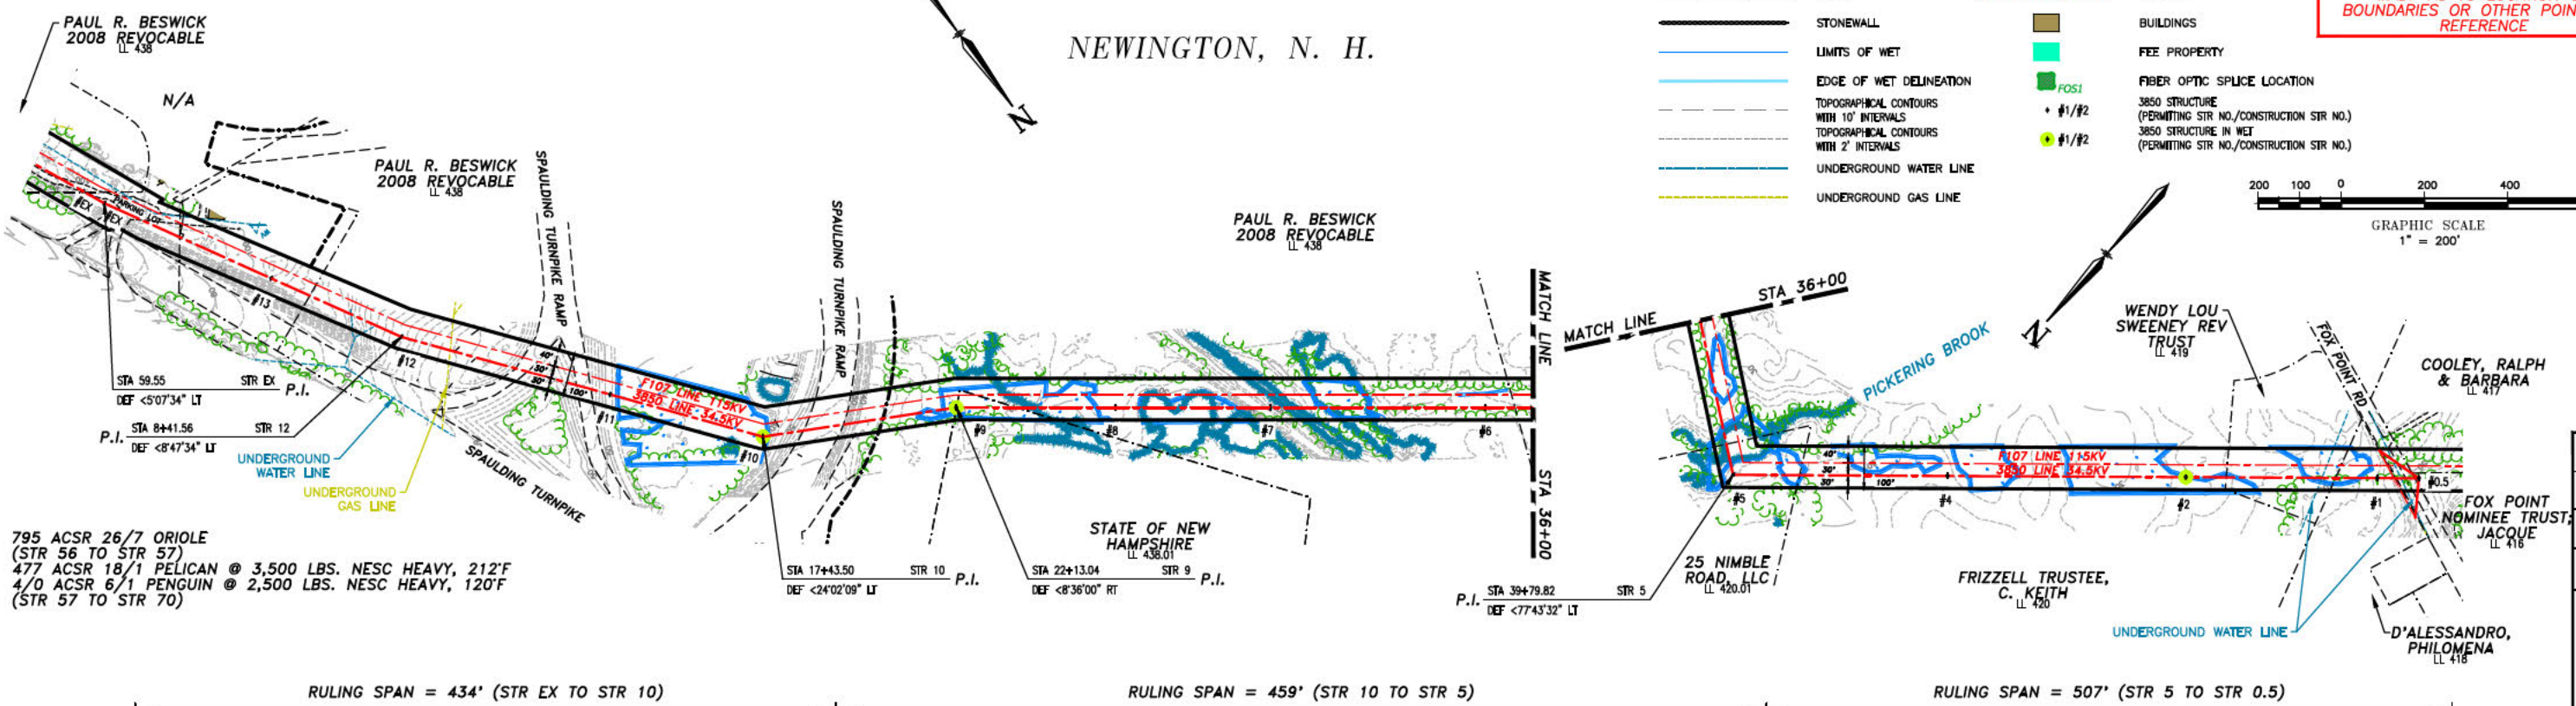 PAUL R. BESWICK
2008 REVOCABLE
LL 438
N/A
PAUL R. BESWICK
2008 REVOCABLE
LL 438
NEWINGTON, N. H.
N
STONEWALL
LIMITS OF WET
EDGE OF WET DELINEATION
TOPOGRAPHICAL CONTOURS
WITH 10' INTERVALS
TOPOGRAPHICAL CONTOURS
WITH 2' INTERVALS
UNDERGROUND WATER LINE
UNDERGROUND GAS LINE
BUILDINGS
FEE PROPERTY
FOS1
FIBER OPTIC SPLICE LOCATION
#1/#2
3850 STRUCTURE
(PERMITTING STR NO./CONSTRUCTION STR NO.)
#1/#2
3850 STRUCTURE IN WET
(PERMITTING STR NO./CONSTRUCTION STR NO.)
BOUNDARIES OR OTHER POIN
REFERENCE
200 100 0 200 400
GRAPHIC SCALE
1" = 200'
SPAULDING TURNPIKE RAMP
SPAULDING TURNPIKE RAMP
PAUL R. BESWICK
2008 REVOCABLE
LL 438
#EX
#EX
PARKING LOT
#13
#12
#11
#10
#9
#8
#7
#6
40'
30'
30'
100'
F107 LINE 115KV
3850 LINE 34.5KV
MATCH LINE
STA 36+00
STA 59.55 STR EX
P.I.
DEF <5°07'34" LT
P.I.
STA 8+41.56 STR 12
DEF <8°47'34" LT
UNDERGROUND
WATER LINE
UNDERGROUND
GAS LINE
SPAULDING TURNPIKE
STATE OF NEW
HAMPSHIRE
LL 438.01
STA 17+43.50 STR 10
P.I.
DEF <24°02'09" LT
STA 22+13.04 STR 9
P.I.
DEF <8°36'00" RT
795 ACSR 26/7 ORIOLE
(STR 56 TO STR 57)
477 ACSR 18/1 PELICAN @ 3,500 LBS. NESC HEAVY, 212°F
4/0 ACSR 6/1 PENGUIN @ 2,500 LBS. NESC HEAVY, 120°F
(STR 57 TO STR 70)
MATCH LINE STA 36+00
PICKERING BROOK
N
WENDY LOU
SWEENEY REV
TRUST
LL 419
FOX POINT RD
COOLEY, RALPH
& BARBARA
LL 417
40'
30'
30'
100'
F107 LINE 115KV
3850 LINE 34.5KV
#5
#4
#2
#1
#0.5
FOX POINT
NOMINEE TRUST,
JACQUE
LL 416
25 NIMBLE
ROAD, LLC
LL 420.01
P.I.
STA 39+79.82 STR 5
DEF <77°43'32" LT
FRIZZELL TRUSTEE,
C. KEITH
LL 420
UNDERGROUND WATER LINE
D'ALESSANDRO,
PHILOMENA
LL 418
RULING SPAN = 434' (STR EX TO STR 10)
RULING SPAN = 459' (STR 10 TO STR 5)
RULING SPAN = 507' (STR 5 TO STR 0.5)